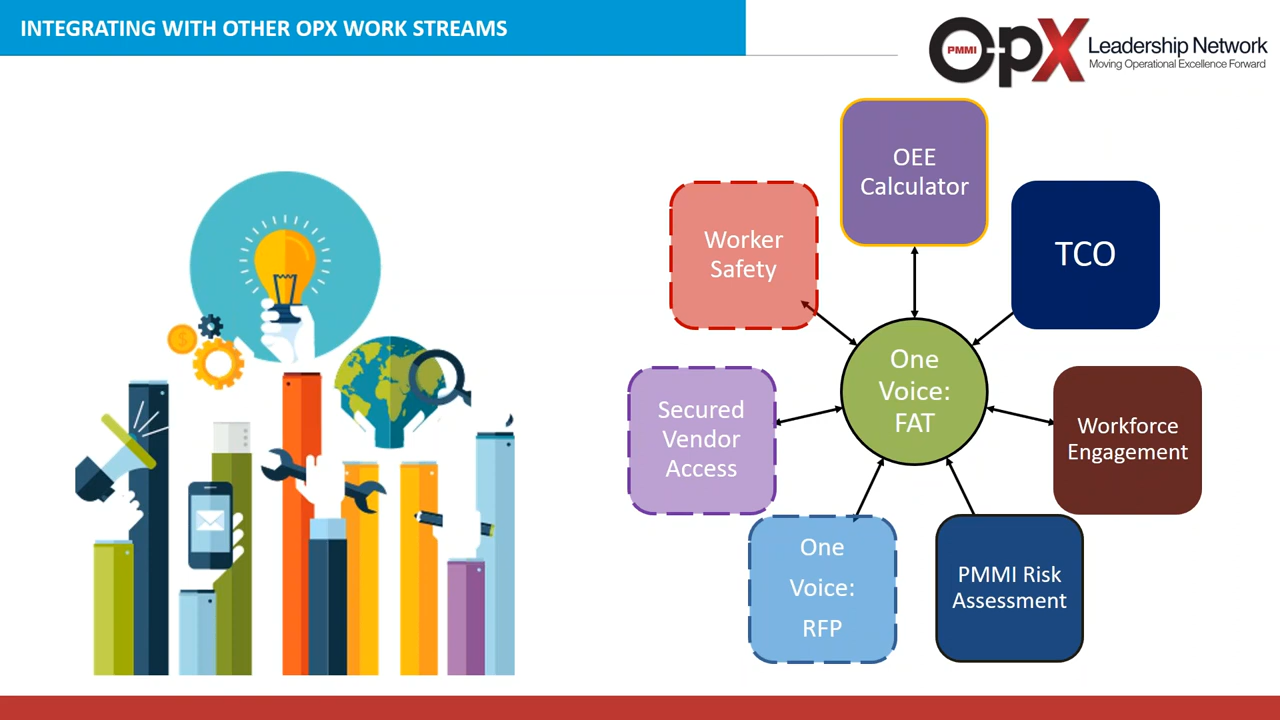 INTEGRATING WITH OTHER OPX WORK STREAMS
PMMI
OpX
Leadership Network
Moving Operational Excellence Forward
OEE
Calculator
Worker
Safety
TCO
One
Voice:
FAT
Secured
Vendor
Access
Workforce
Engagement
One
Voice:
RFP
PMMI Risk
Assessment
$